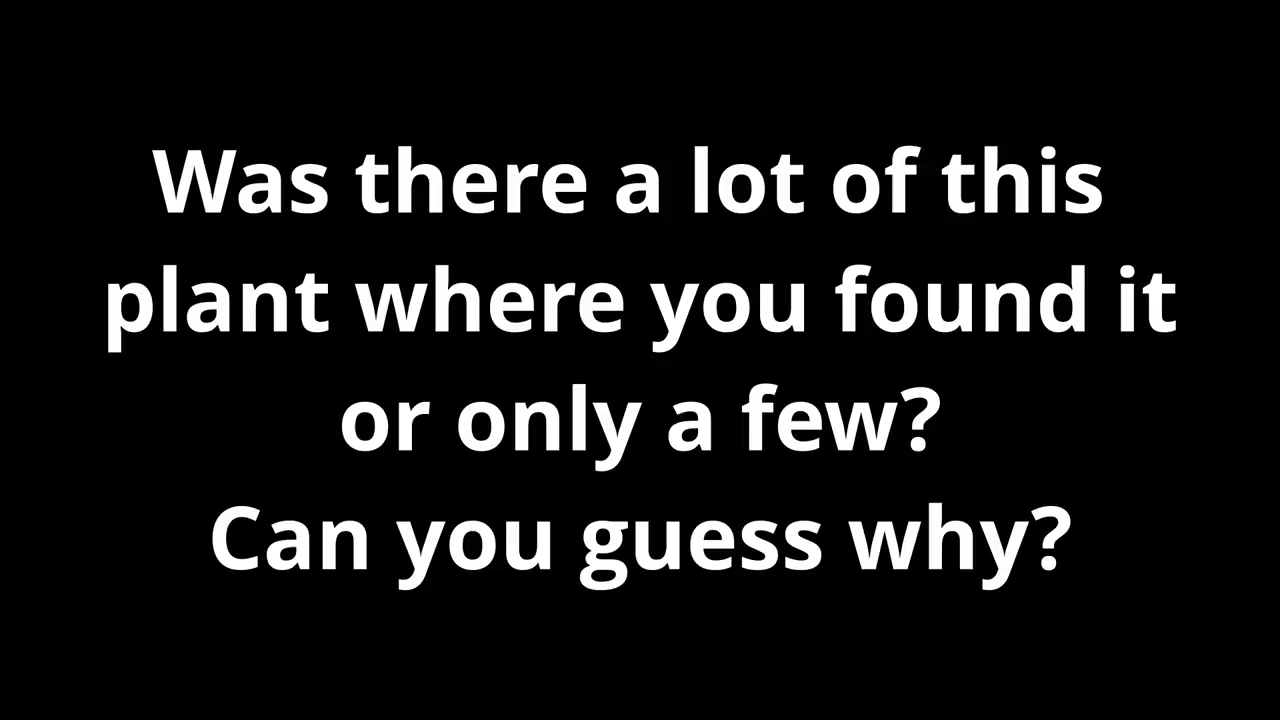 Was there a lot of this
plant where you found it
or only a few?
Can you guess why?